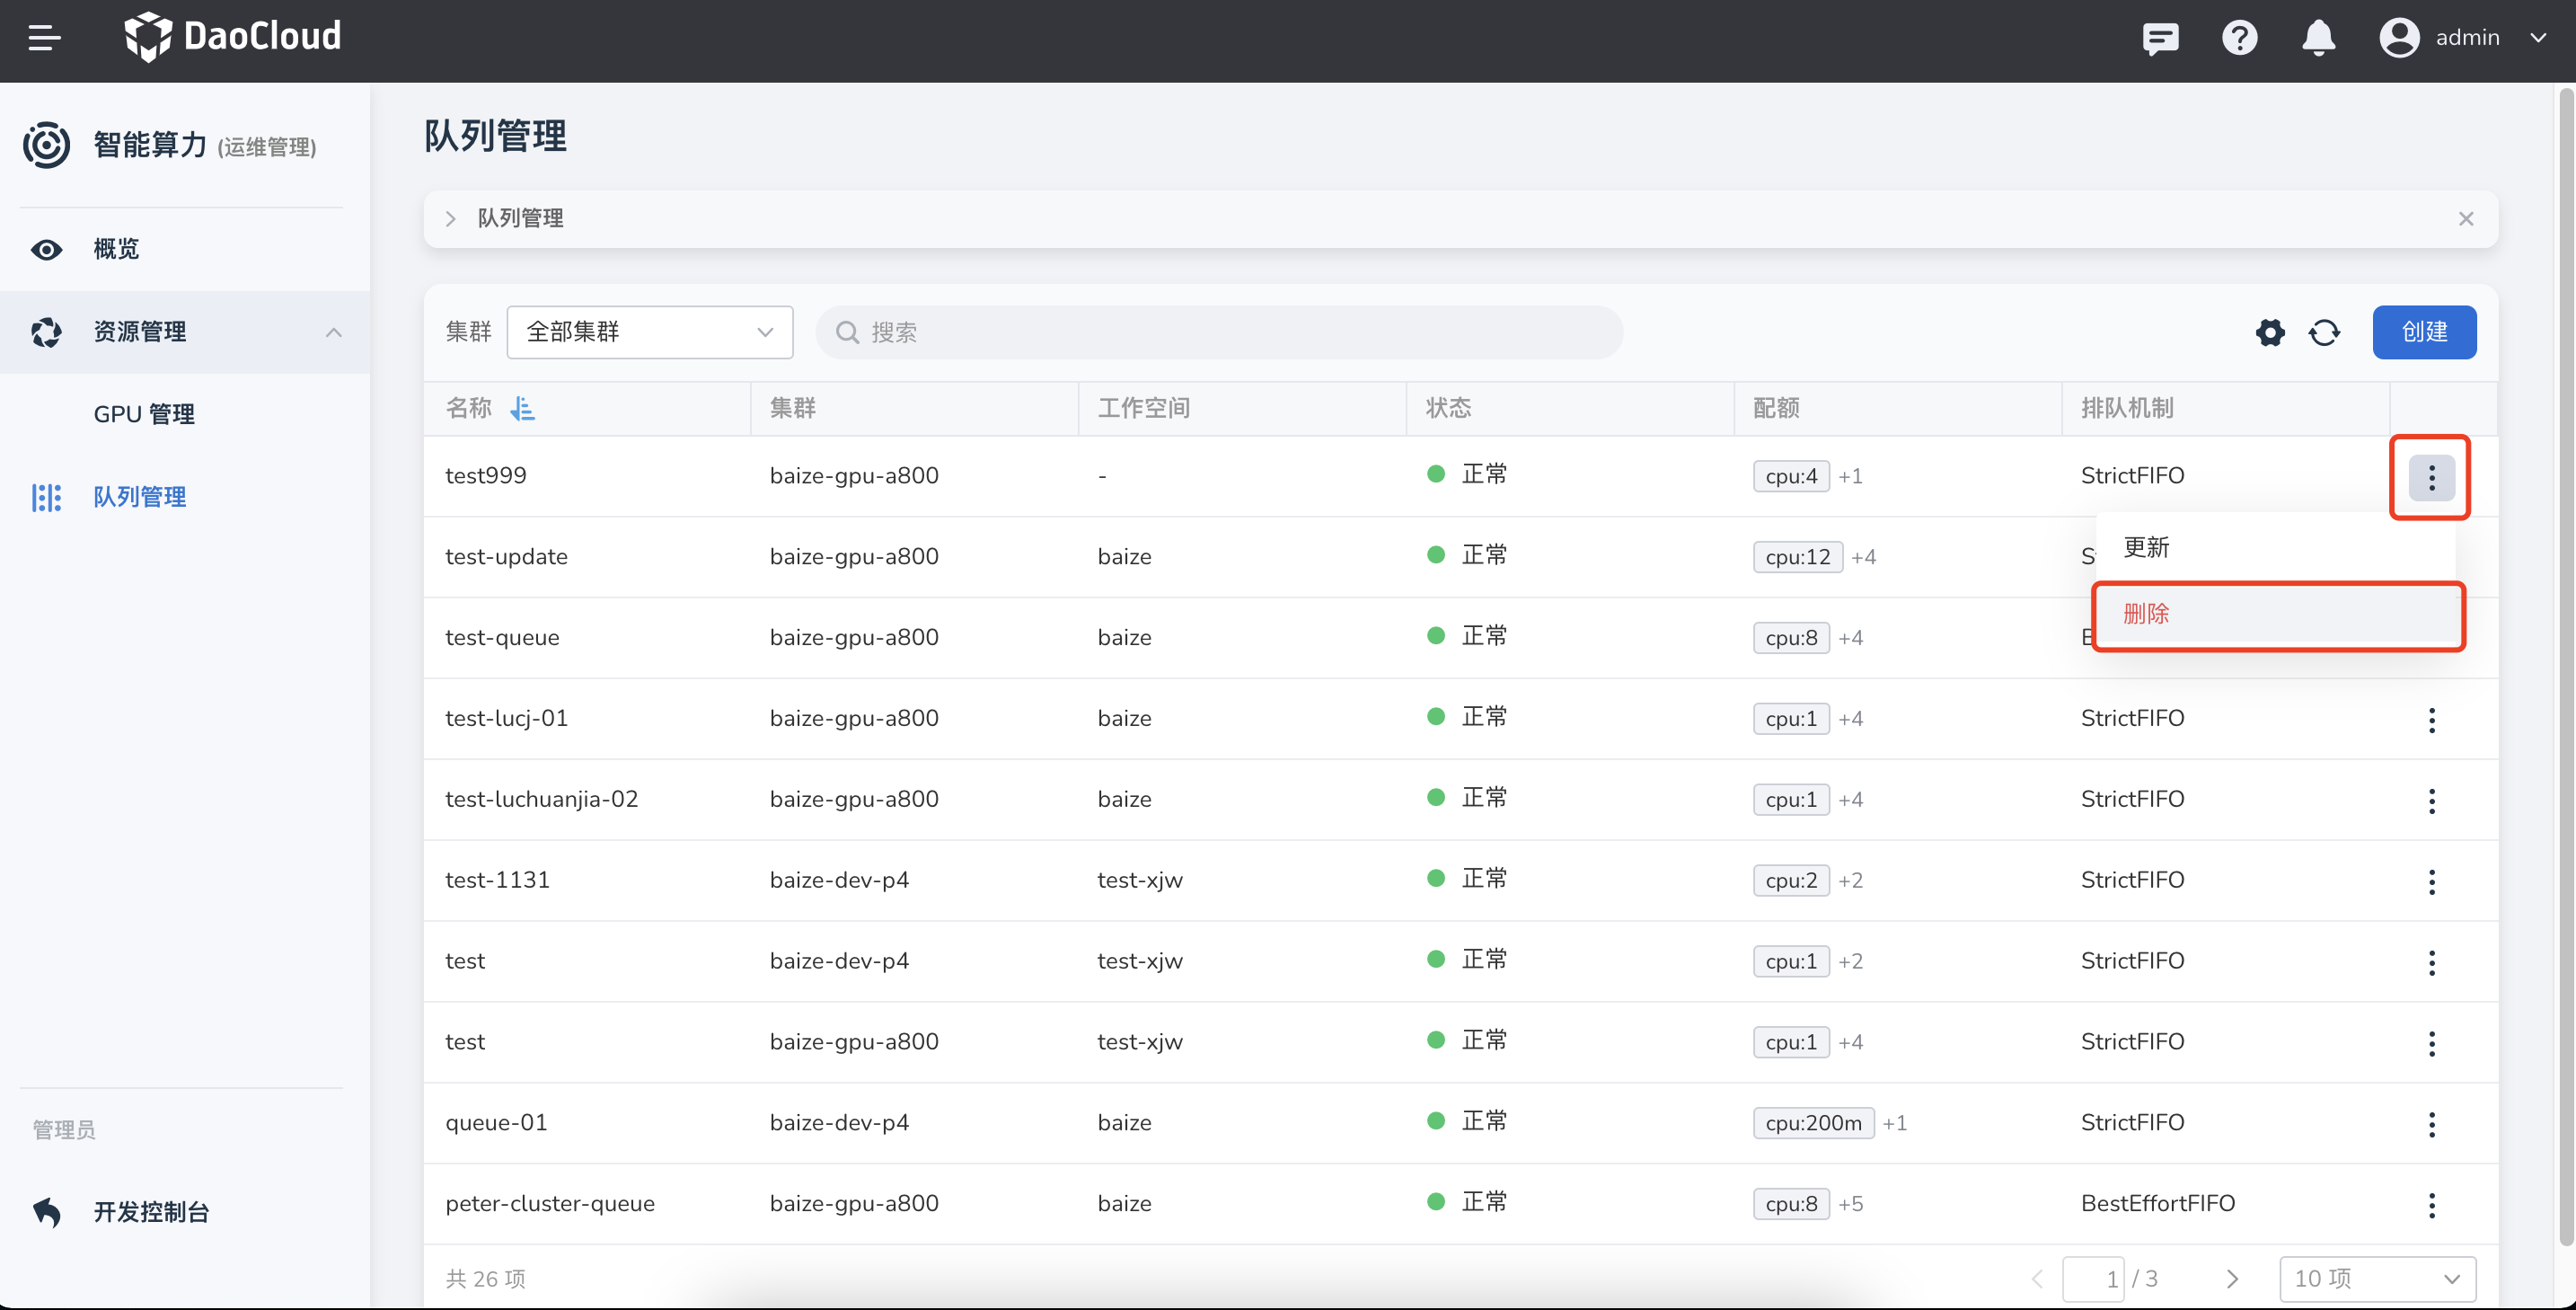 DaoCloud
admin
智能算力 (运维管理)
概览
资源管理
GPU 管理
队列管理
管理员
开发控制台
队列管理
队列管理
集群 全部集群 搜索 创建
名称 集群 工作空间 状态 配额 排队机制
test999 baize-gpu-a800 - 正常 cpu:4 +1 StrictFIFO
更新
test-update baize-gpu-a800 baize 正常 cpu:12 +4
删除
test-queue baize-gpu-a800 baize 正常 cpu:8 +4
test-lucj-01 baize-gpu-a800 baize 正常 cpu:1 +4 StrictFIFO
test-luchuanjia-02 baize-gpu-a800 baize 正常 cpu:1 +4 StrictFIFO
test-1131 baize-dev-p4 test-xjw 正常 cpu:2 +2 StrictFIFO
test baize-dev-p4 test-xjw 正常 cpu:1 +2 StrictFIFO
test baize-gpu-a800 test-xjw 正常 cpu:1 +4 StrictFIFO
queue-01 baize-dev-p4 baize 正常 cpu:200m +1 StrictFIFO
peter-cluster-queue baize-gpu-a800 baize 正常 cpu:8 +5 BestEffortFIFO
共 26 项 1 / 3 10 项